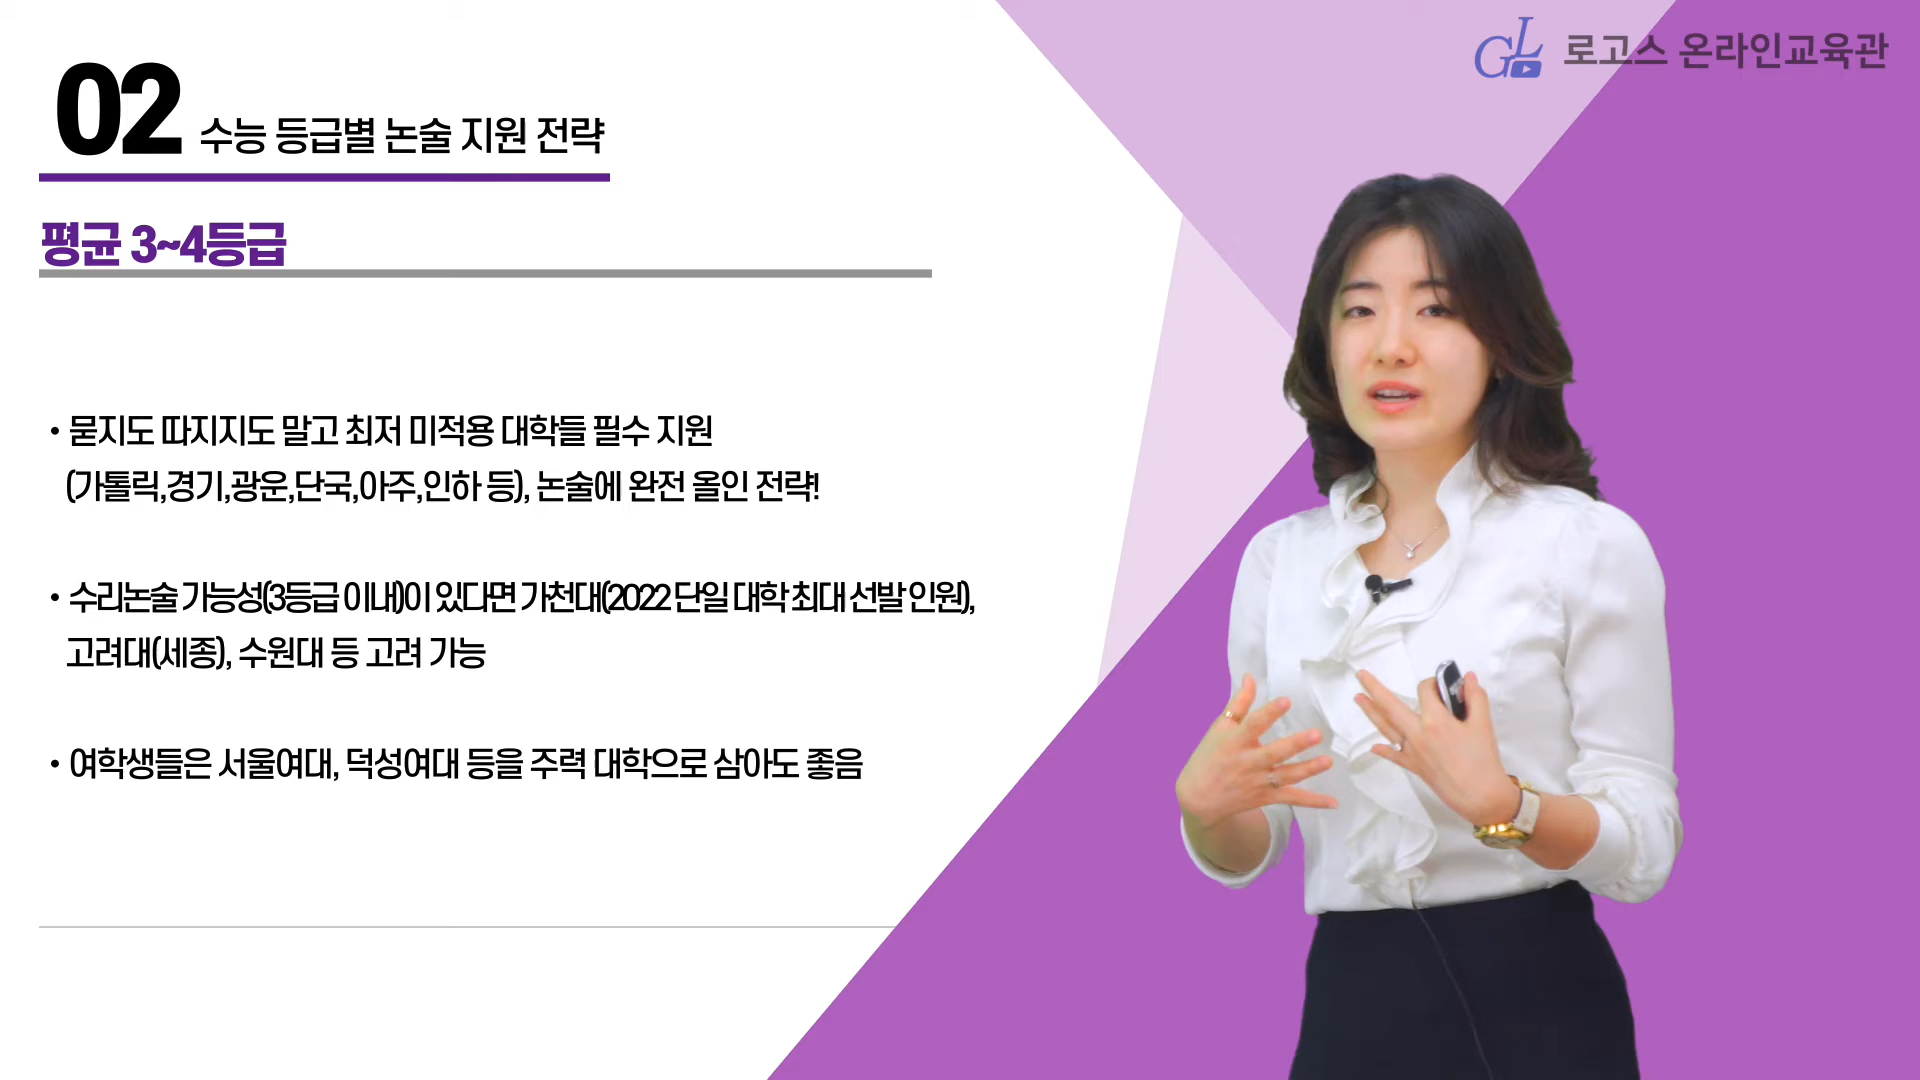 GL 로고스 온라인교육관
02 수능 등급별 논술 지원 전략
평균 3~4등급
• 묻지도 따지지도 말고 최저 미적용 대학들 필수 지원
(가톨릭,경기,광운,단국,아주,인하 등), 논술에 완전 올인 전략!
• 수리논술 가능성(3등급 이내)이 있다면 가천대(2022 단일 대학 최대 선발 인원),
고려대(세종), 수원대 등 고려 가능
• 여학생들은 서울여대, 덕성여대 등을 주력 대학으로 삼아도 좋음